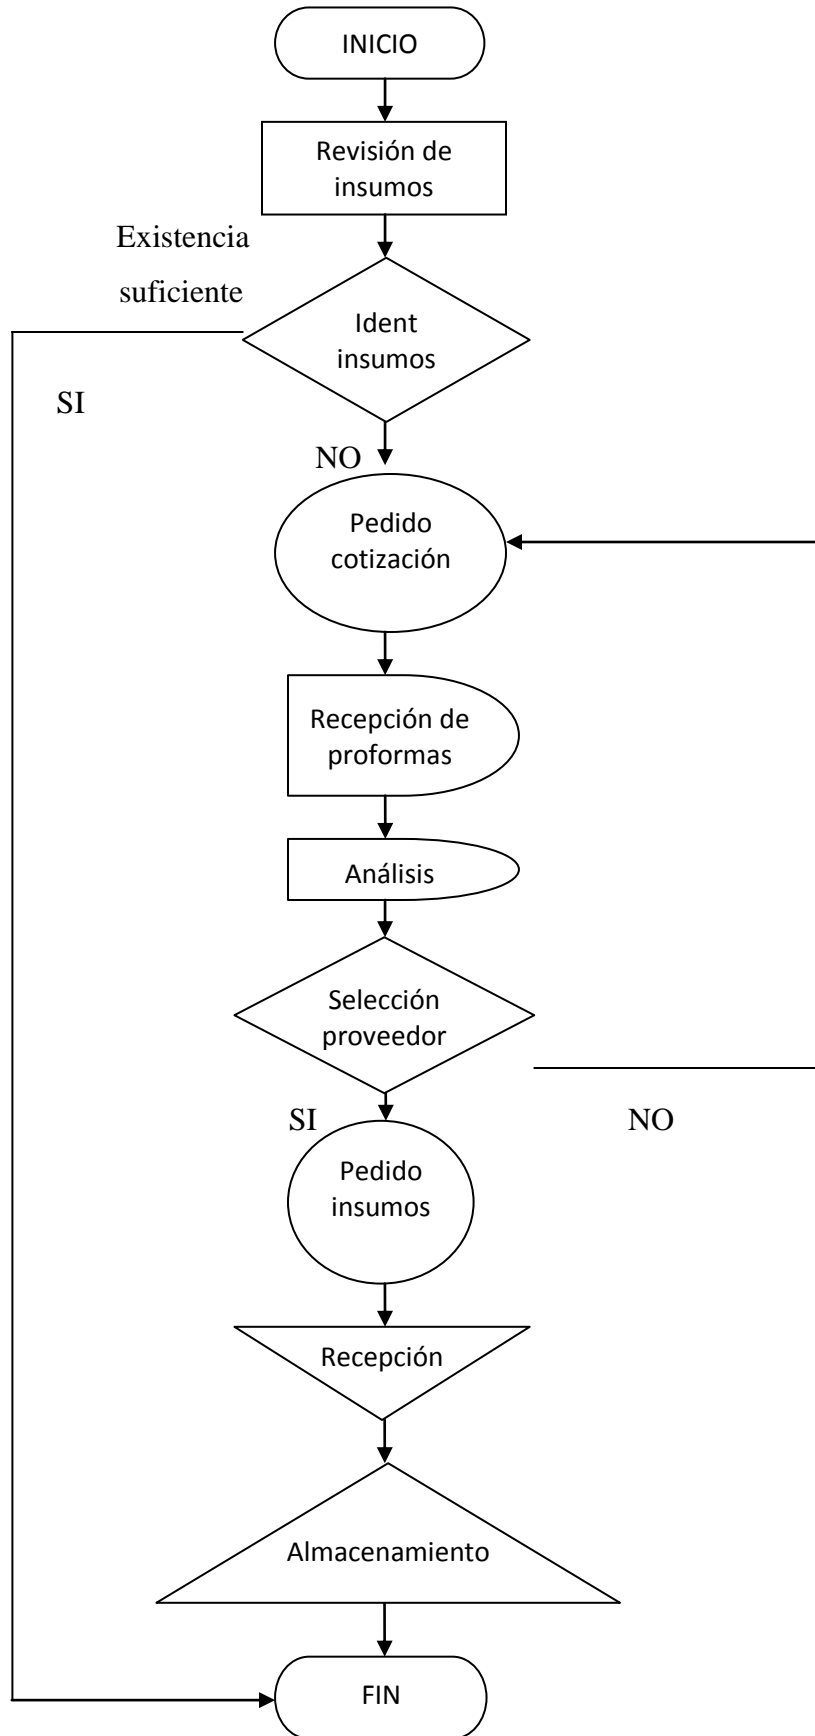 INICIO
Revisión de
insumos
Existencia
suficiente
Ident
insumos
SI
NO
Pedido
cotización
Recepción de
proformas
Análisis
Selección
proveedor
SI
NO
Pedido
insumos
Recepción
Almacenamiento
FIN